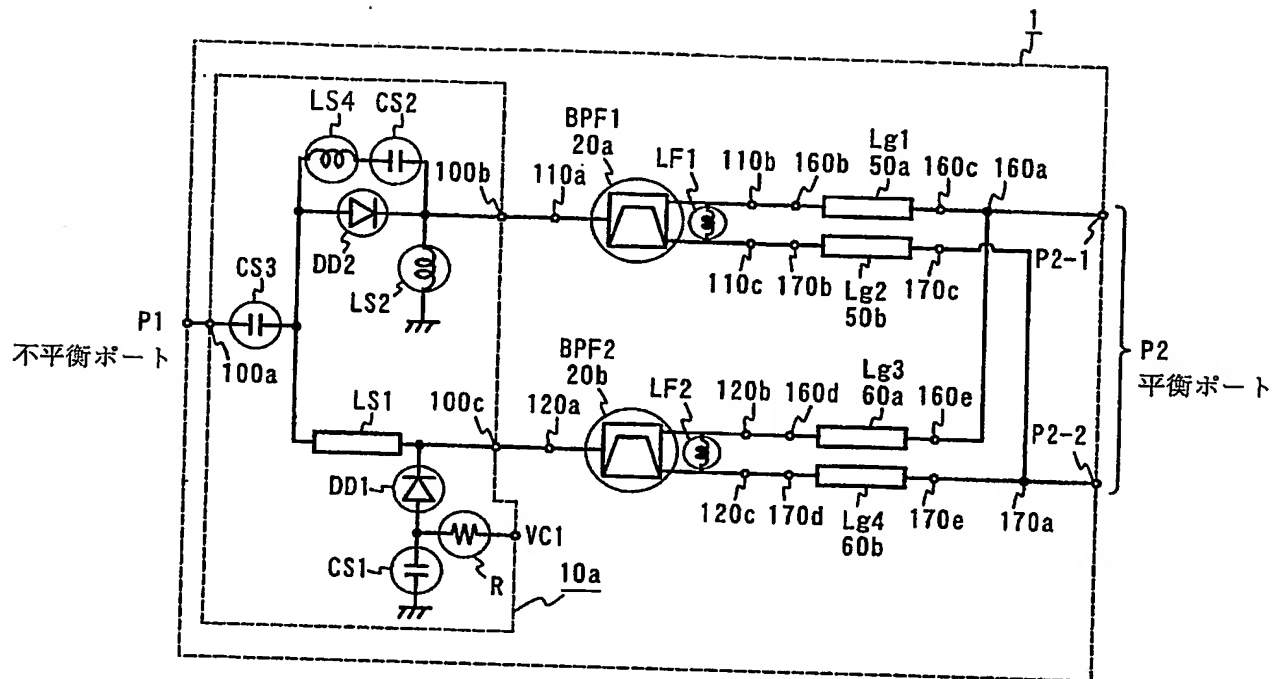 1
LS4 CS2
BPF1
20a
LF1
110b 160b
Lg1
50a
160c 160a
100b 110a
DD2
LS2
110c 170b
Lg2
50b
170c
P2-1
CS3
P1
不平衡ポート
100a
P2
平衡ポート
BPF2
20b
LF2
120b 160d
Lg3
60a
160e
LS1
100c 120a
P2-2
DD1
120c 170d
Lg4
60b
170e 170a
VC1
CS1
R
10a